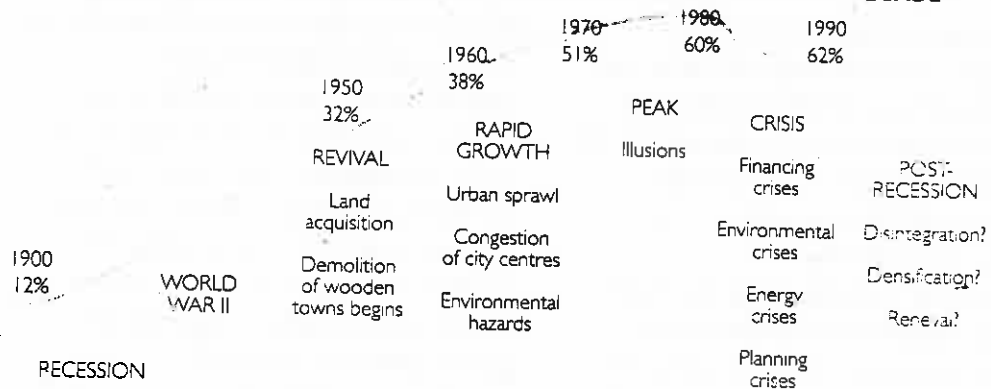 1900
12%
RECESSION
WORLD
WAR II
1950
32%
REVIVAL
Land
acquisition
Demolition
of wooden
towns begins
1960
38%
RAPID
GROWTH
Urban sprawl
Congestion
of city centres
Environmental
hazards
1970
51%
1980
60%
PEAK
Illusions
1990
62%
CRISIS
Financing
crises
Environmental
crises
Energy
crises
Planning
crises
POST-
RECESSION
Disintegration?
Densification?
Renewal?